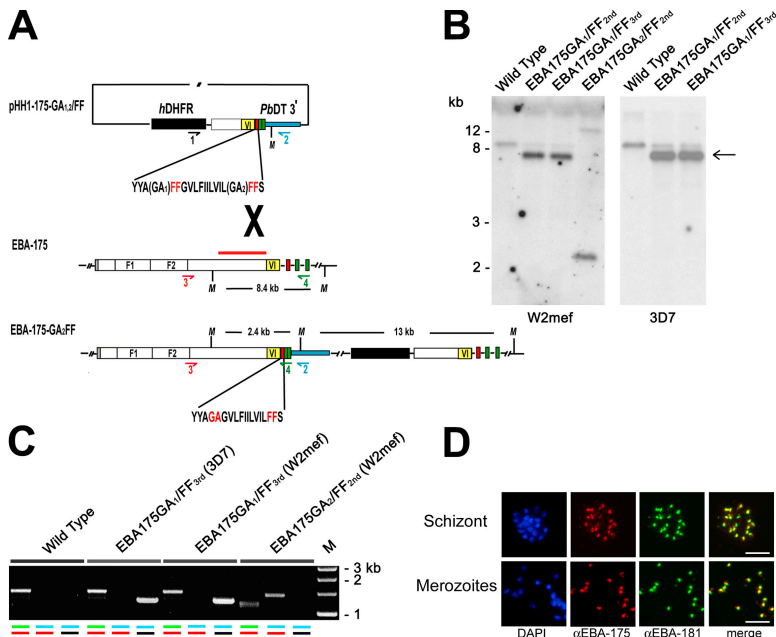 A
pHH1-175-GA1,2/FF
hDHFR
PbDT 3'
VI
1
M
2
YYA(GA1)FFGVLFIILVIL(GA2)FFS
X
EBA-175
F1 F2 VI
3
4
M 8.4 kb M
EBA-175-GA2FF
M 2.4 kb M 13 kb M
F1 F2 VI VI
3 4 2
YYAGAGVLFIILVILFFS
B
Wild Type
EBA175GA1/FF2nd
EBA175GA1/FF3rd
EBA175GA2/FF2nd
Wild Type
EBA175GA1/FF2nd
EBA175GA1/FF3rd
kb
12 -
8 -
3 -
2 -
W2mef
3D7
C
Wild Type
EBA175GA1/FF3rd (3D7)
EBA175GA1/FF3rd (W2mef)
EBA175GA2/FF2nd (W2mef)
M
- 3 kb
- 2
- 1
D
Schizont
Merozoites
DAPI
αEBA-175
αEBA-181
merge